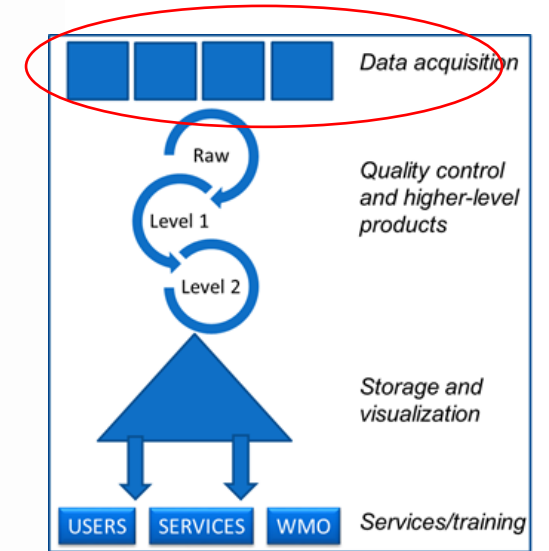 Data acquisition
Raw
Quality control
and higher-level
products
Level 1
Level 2
Storage and
visualization
USERS
SERVICES
WMO
Services/training